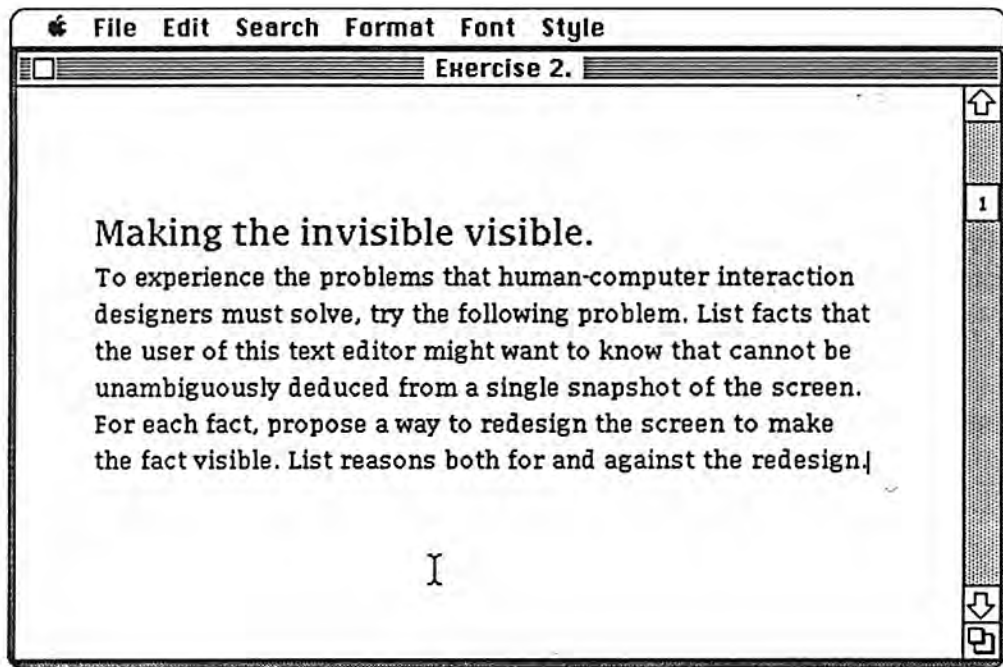 File Edit Search Format Font Style
Exercise 2.
1
Making the invisible visible.
To experience the problems that human-computer interaction
designers must solve, try the following problem. List facts that
the user of this text editor might want to know that cannot be
unambiguously deduced from a single snapshot of the screen.
For each fact, propose a way to redesign the screen to make
the fact visible. List reasons both for and against the redesign.